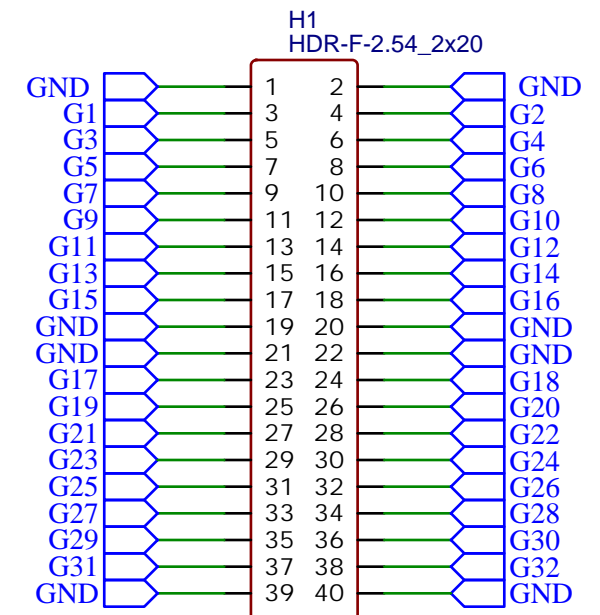 H1
HDR-F-2.54_2x20
GND 1 2 GND
G1 3 4 G2
G3 5 6 G4
G5 7 8 G6
G7 9 10 G8
G9 11 12 G10
G11 13 14 G12
G13 15 16 G14
G15 17 18 G16
GND 19 20 GND
GND 21 22 GND
G17 23 24 G18
G19 25 26 G20
G21 27 28 G22
G23 29 30 G24
G25 31 32 G26
G27 33 34 G28
G29 35 36 G30
G31 37 38 G32
GND 39 40 GND